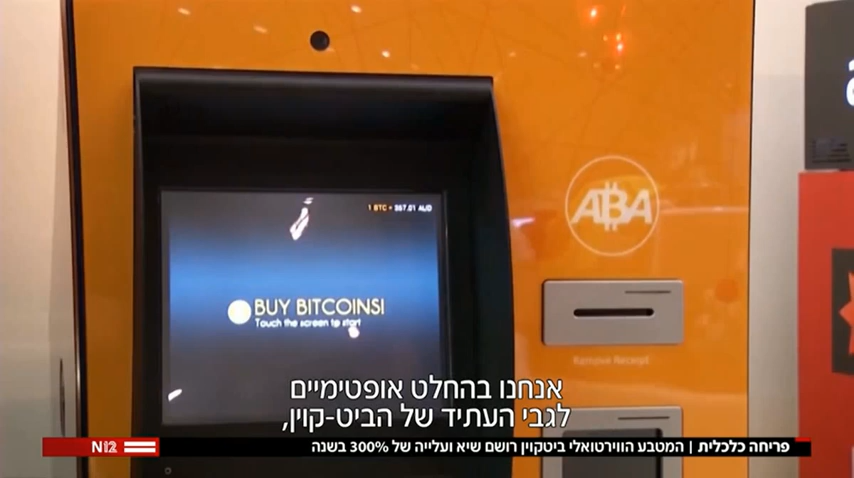 1 BTC = 367.01 AUD
ABA
BUY BITCOINS!
Touch the screen to start
Remove Receipt
אנחנו בהחלט אופטימיים
לגבי העתיד של הביט-קוין,
פריחה כלכלית | המטבע הווירטואלי ביטקוין רושם שיא ועלייה של 300% בשנה
N12